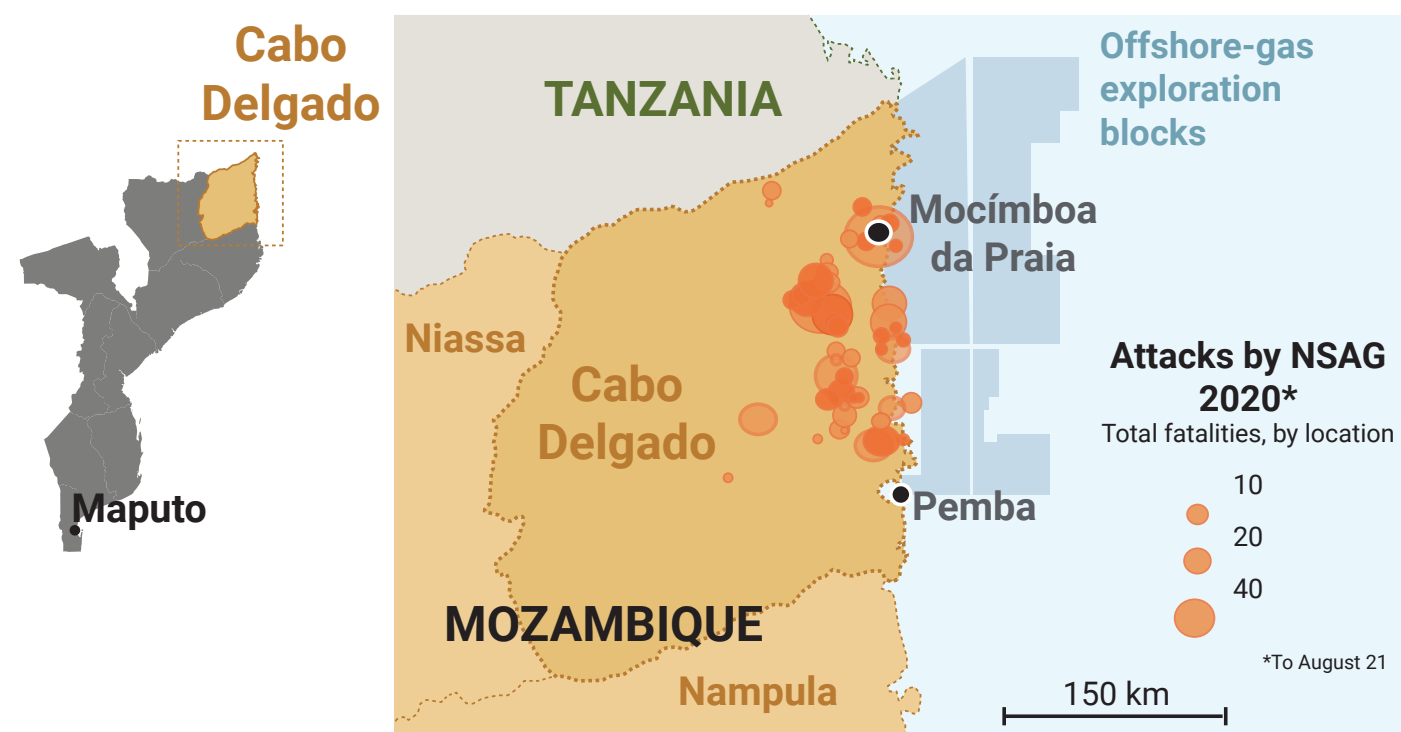 Cabo
Delgado
Maputo
TANZANIA
Offshore-gas
exploration
blocks
Mocímboa
da Praia
Niassa
Cabo
Delgado
Pemba
MOZAMBIQUE
Nampula
Attacks by NSAG
2020*
Total fatalities, by location
10
20
40
*To August 21
150 km